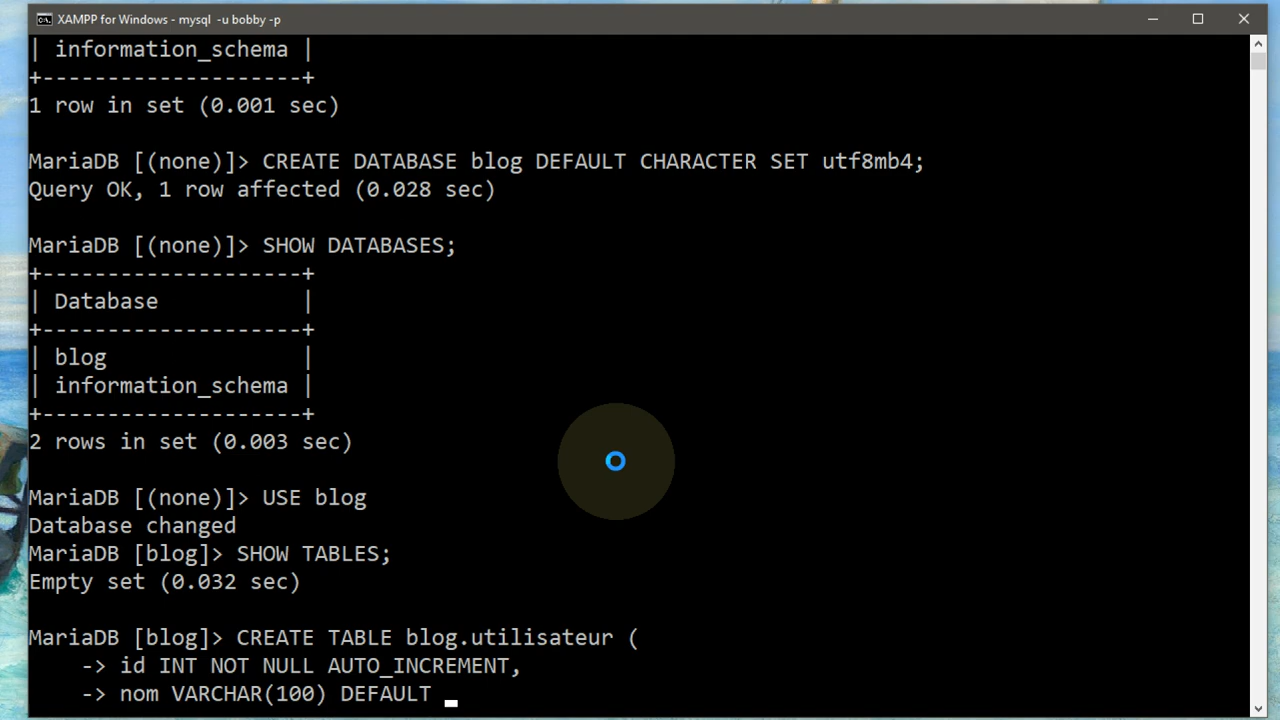 XAMPP for Windows - mysql -u bobby -p
| information_schema |
+--------------------+
1 row in set (0.001 sec)
MariaDB [(none)]> CREATE DATABASE blog DEFAULT CHARACTER SET utf8mb4;
Query OK, 1 row affected (0.028 sec)
MariaDB [(none)]> SHOW DATABASES;
+--------------------+
| Database           |
+--------------------+
| blog               |
| information_schema |
+--------------------+
2 rows in set (0.003 sec)
MariaDB [(none)]> USE blog
Database changed
MariaDB [blog]> SHOW TABLES;
Empty set (0.032 sec)
MariaDB [blog]> CREATE TABLE blog.utilisateur (
    -> id INT NOT NULL AUTO_INCREMENT,
    -> nom VARCHAR(100) DEFAULT _